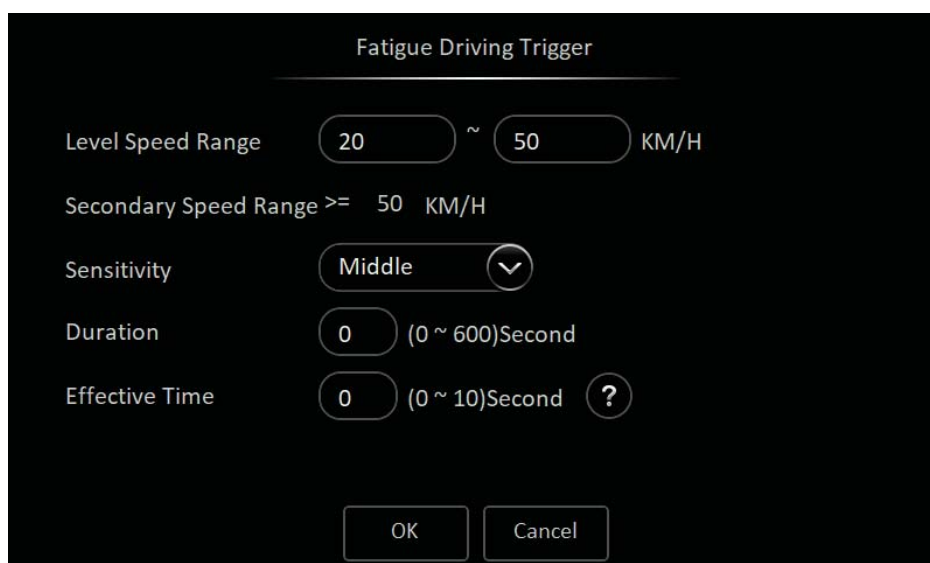 Fatigue Driving Trigger
Level Speed Range 20 ~ 50 KM/H
Secondary Speed Range >= 50 KM/H
Sensitivity Middle
Duration 0 (0 ~ 600)Second
Effective Time 0 (0 ~ 10)Second ?
OK Cancel